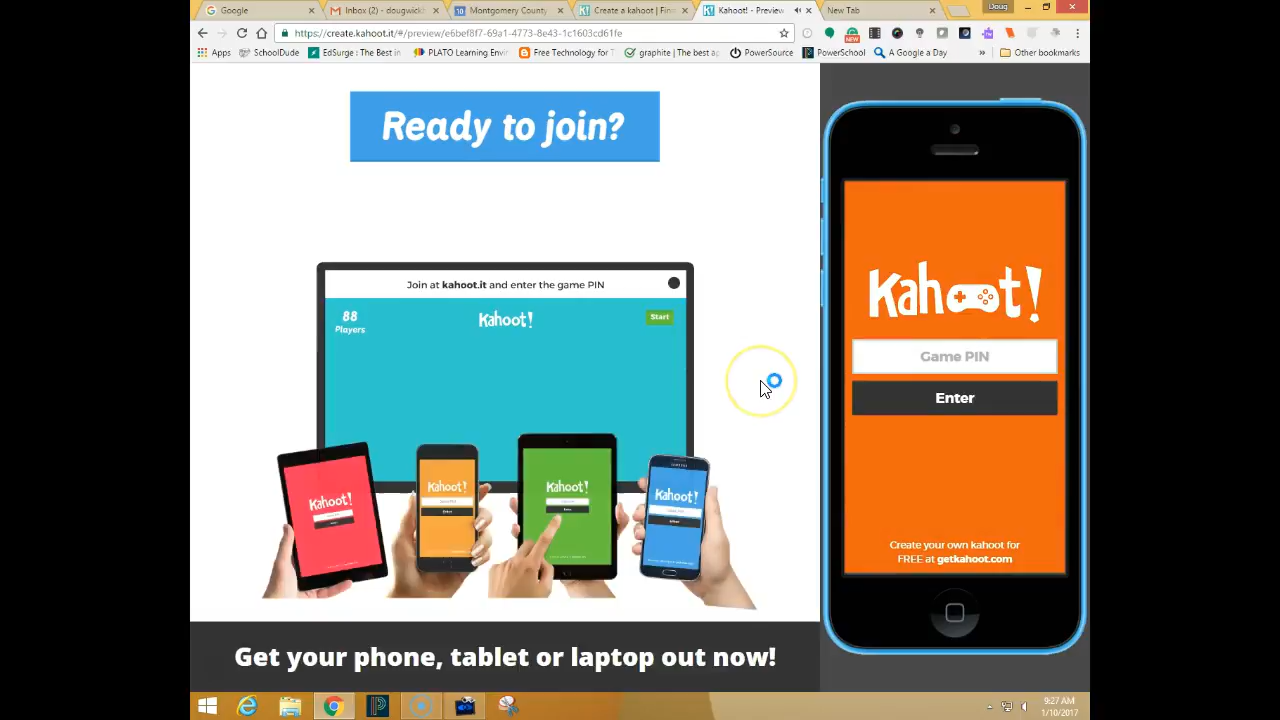 Google
Inbox (2) - dougwick
Montgomery County
Create a kahoot | Fin
Kahoot! - Preview
New Tab
Doug
https://create.kahoot.it/#/preview/e6bef8f7-69a1-4773-8e43-1c1603cd61fe
Apps
SchoolDude
EdSurge : The Best in
PLATO Learning Envi
Free Technology for T
graphite | The best ap
PowerSource
PowerSchool
A Google a Day
»
Other bookmarks
Ready to join?
Join at kahoot.it and enter the game PIN
88
Players
Kahoot!
Start
Kahoot!
Kahoot!
Kahoot!
Kahoot!
Get your phone, tablet or laptop out now!
Kahoot!
Game PIN
Enter
Create your own kahoot for
FREE at getkahoot.com
9:27 AM
1/10/2017